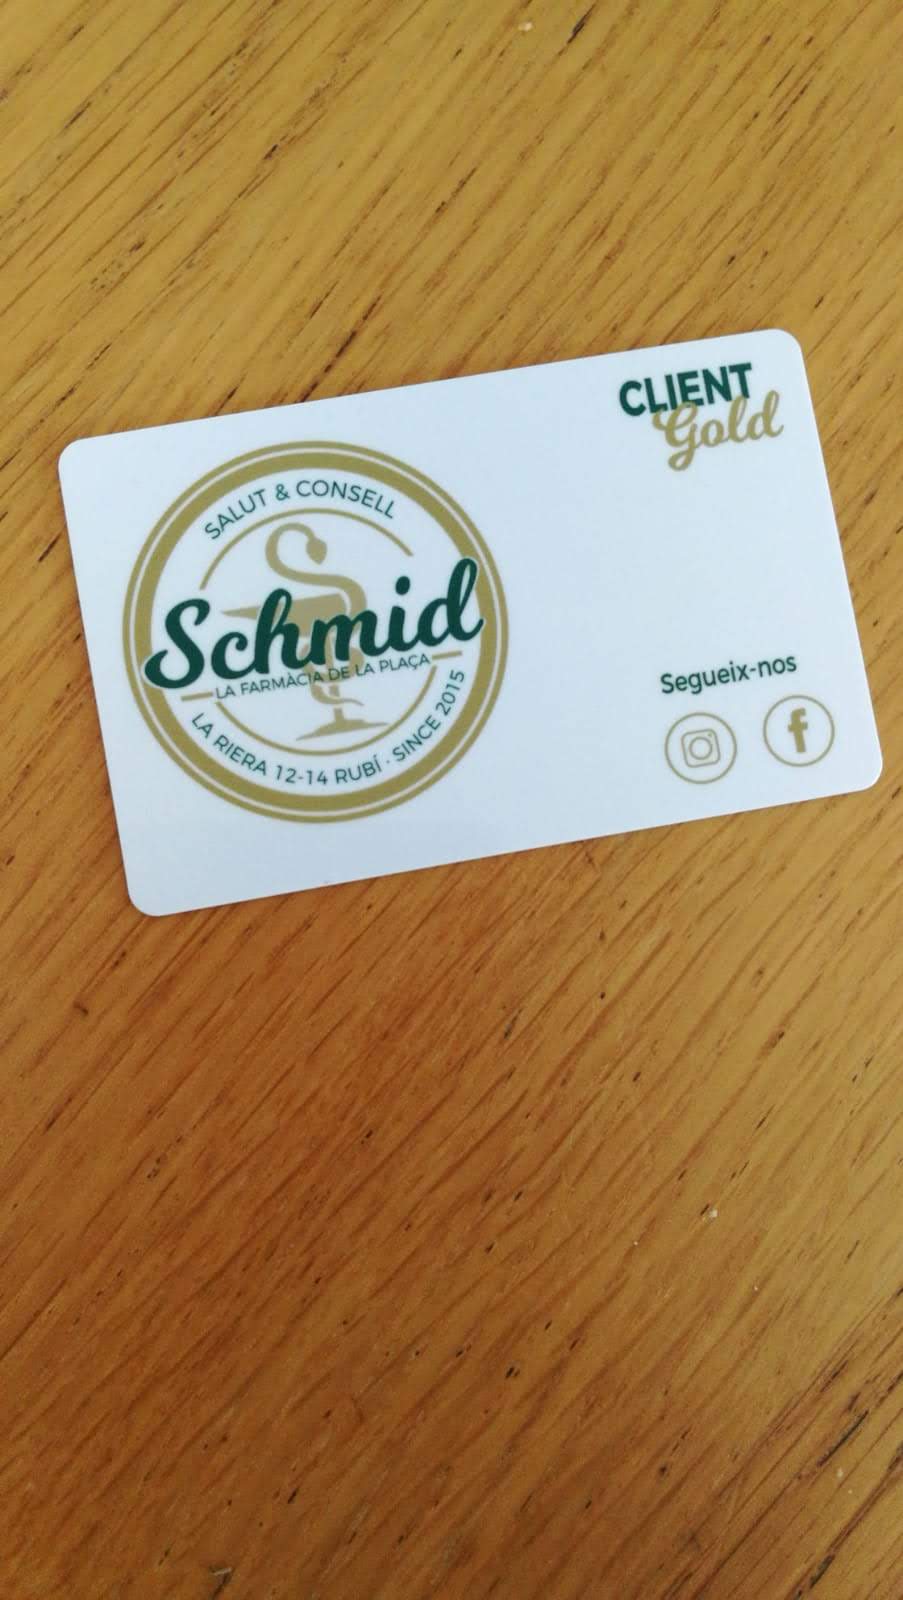 CLIENT
Gold
SALUT & CONSELL
Schmid
LA FARMÀCIA DE LA PLAÇA
LA RIERA 12-14 RUBÍ · SINCE 2015
Segueix-nos